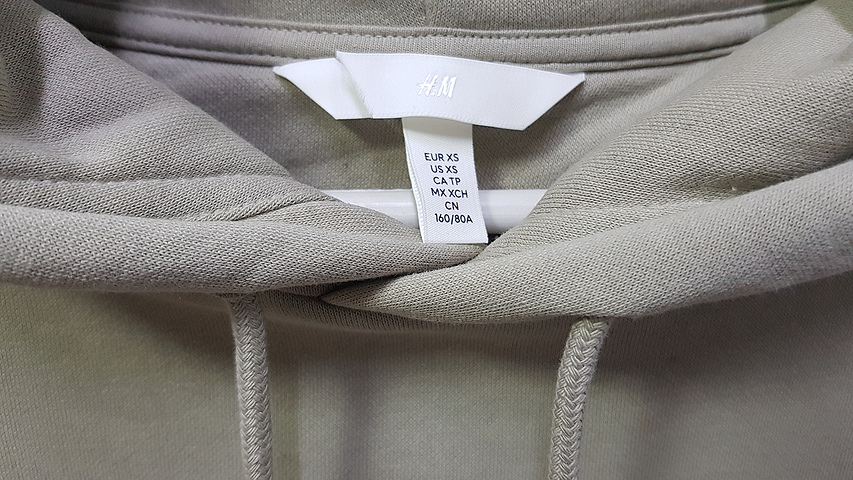 H&M
EUR XS
US XS
CA TP
MX XCH
CN
160/80A